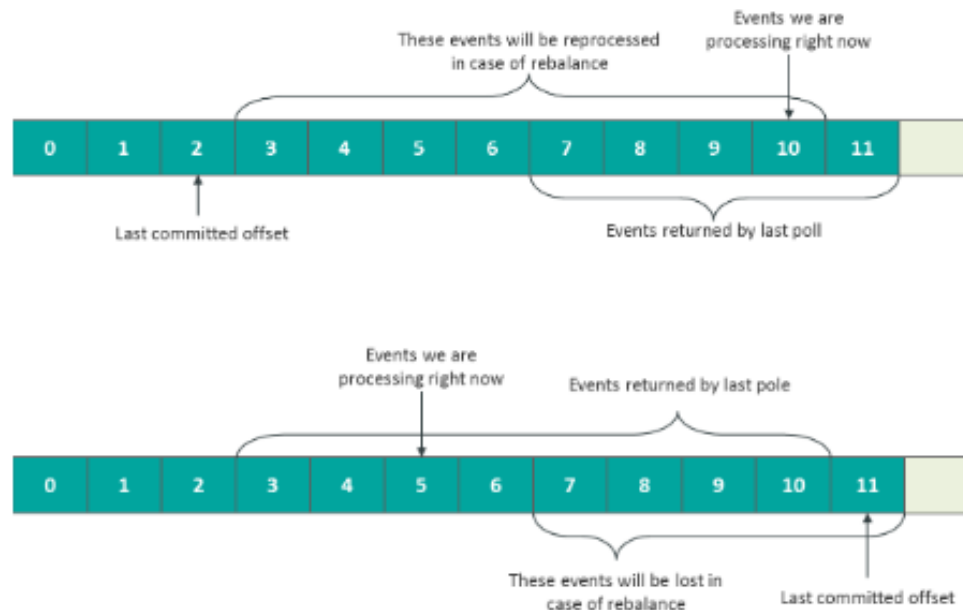 Events we are
processing right now
These events will be reprocessed
in case of rebalance
0 1 2 3 4 5 6 7 8 9 10 11
Last committed offset
Events returned by last poll
Events we are
processing right now
Events returned by last pole
0 1 2 3 4 5 6 7 8 9 10 11
These events will be lost in
case of rebalance
Last committed offset